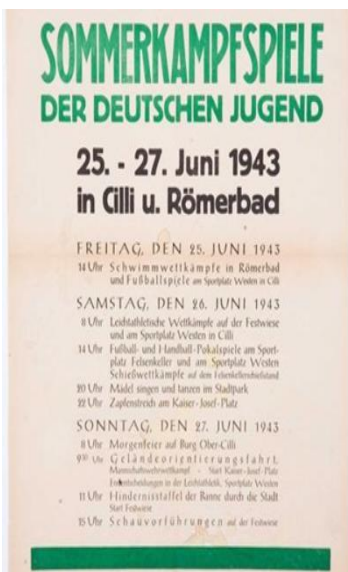 SOMMERKAMPFSPIELE
DER DEUTSCHEN JUGEND
25. - 27. Juni 1943
in Cilli u. Römerbad
FREITAG, DEN 25. JUNI 1943
14 Uhr Schwimmwettkämpfe in Römerbad
und Fußballspiele am Sportplatz Westen in Cilli
SAMSTAG, DEN 26. JUNI 1943
8 Uhr Leichtathletische Wettkämpfe auf der Festwiese
und am Sportplatz Westen in Cilli
14 Uhr Fußball- und Handball-Pokalspiele am Sport-
platz Felsenkeller und am Sportplatz Westen
Schießwettkämpfe auf dem Felsenkellerschießstand
20 Uhr Mädel singen und tanzen im Stadtpark
22 Uhr Zapfenstreich am Kaiser-Josef-Platz
SONNTAG, DEN 27. JUNI 1943
8 Uhr Morgenfeier auf Burg Ober-Cilli
9³⁰ Uhr Geländeorientierungsfahrt,
Mannschaftswehrwettkampf - Start Kaiser-Josef-Platz
Endentscheidungen in der Leichtathletik, Sportplatz Westen
11 Uhr Hindernisstaffel der Banne durch die Stadt
Start Festwiese
15 Uhr Schauvorführungen auf der Festwiese